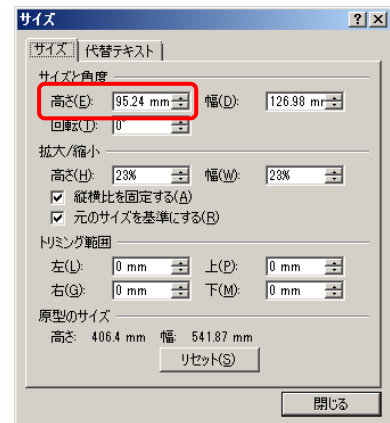 サイズ
サイズ 代替テキスト
サイズと角度
高さ(E): 95.24 mm 幅(D): 126.98 mm
回転(T): 0°
拡大/縮小
高さ(H): 23% 幅(W): 23%
縦横比を固定する(A)
元のサイズを基準にする(R)
トリミング範囲
左(L): 0 mm 上(P): 0 mm
右(G): 0 mm 下(M): 0 mm
原型のサイズ
高さ: 406.4 mm 幅: 541.87 mm
リセット(S)
閉じる